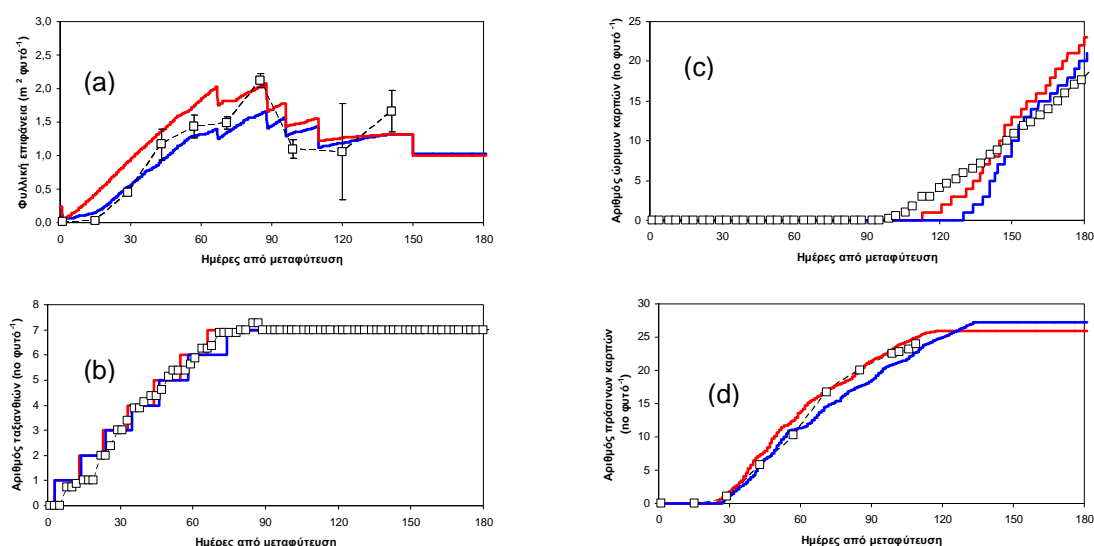 Φυλλική επιφάνεια (m² φυτό⁻¹)
3,0
2,5
2,0
1,5
1,0
0,5
0,0
(a)
0 30 60 90 120 150 180
Ημέρες από μεταφύτευση
Αριθμός ώριμων καρπών (no φυτό⁻¹)
25
20
15
10
5
0
(c)
0 30 60 90 120 150 180
Ημέρες από μεταφύτευση
Αριθμός ταξιανθιών (no φυτό⁻¹)
8
7
6
5
4
3
2
1
0
(b)
0 30 60 90 120 150 180
Ημέρες από μεταφύτευση
Αριθμός πράσινων καρπών
(no φυτό⁻¹)
30
25
20
15
10
5
0
(d)
0 30 60 90 120 150 180
Ημέρες από μεταφύτευση